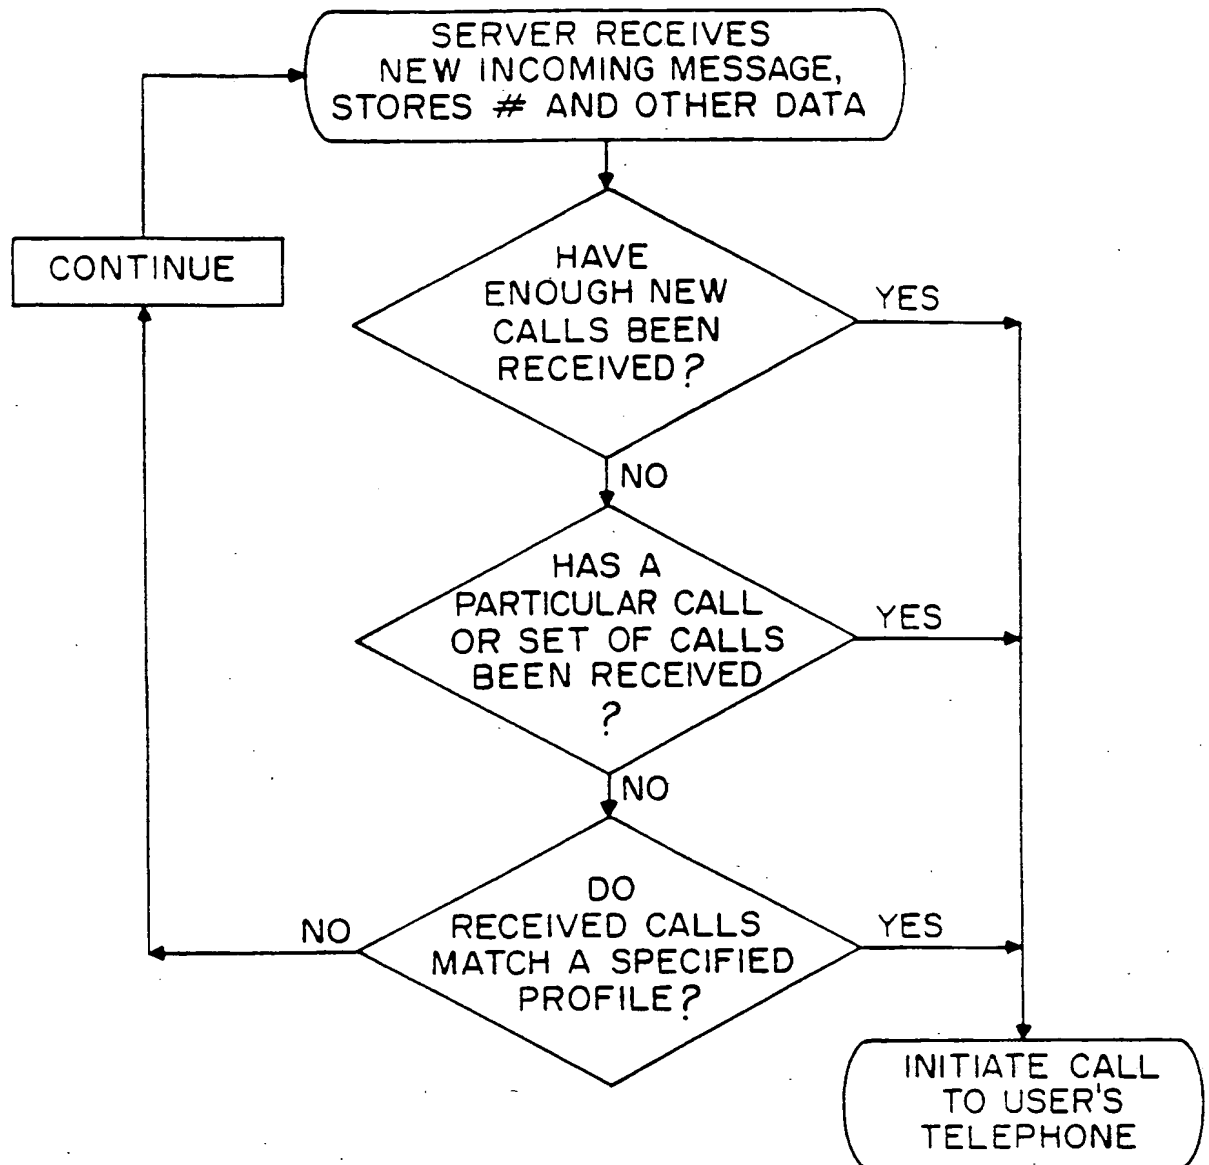 SERVER RECEIVES
NEW INCOMING MESSAGE,
STORES # AND OTHER DATA
CONTINUE
HAVE
ENOUGH NEW
CALLS BEEN
RECEIVED?
YES
NO
HAS A
PARTICULAR CALL
OR SET OF CALLS
BEEN RECEIVED
?
YES
NO
DO
RECEIVED CALLS
MATCH A SPECIFIED
PROFILE?
NO
YES
INITIATE CALL
TO USER'S
TELEPHONE